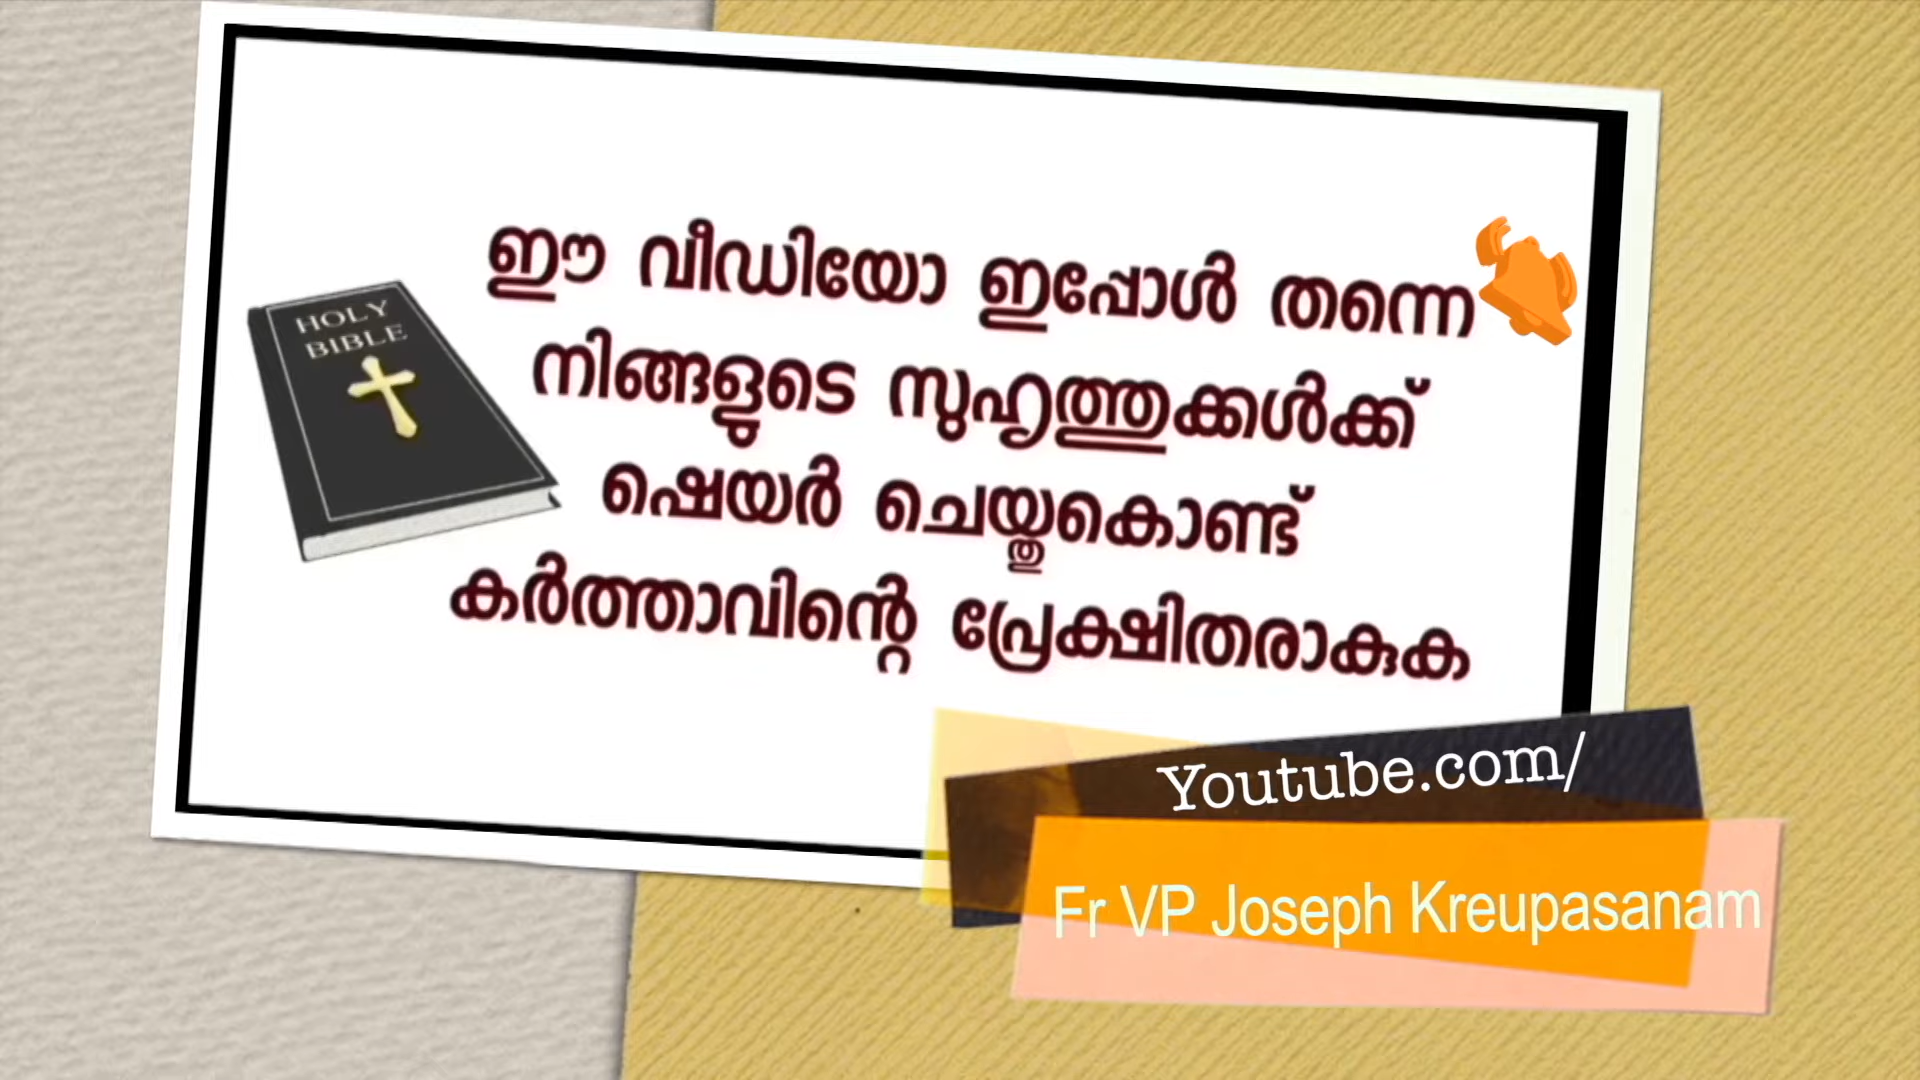 HOLY
BIBLE
ഈ വീഡിയോ ഇപ്പോൾ തന്നെ
നിങ്ങളുടെ സുഹൃത്തുക്കൾക്ക്
ഷെയർ ചെയ്തുകൊണ്ട്
കർത്താവിന്റെ പ്രേക്ഷിതരാകുക
Youtube.com/
Fr VP Joseph Kreupasanam